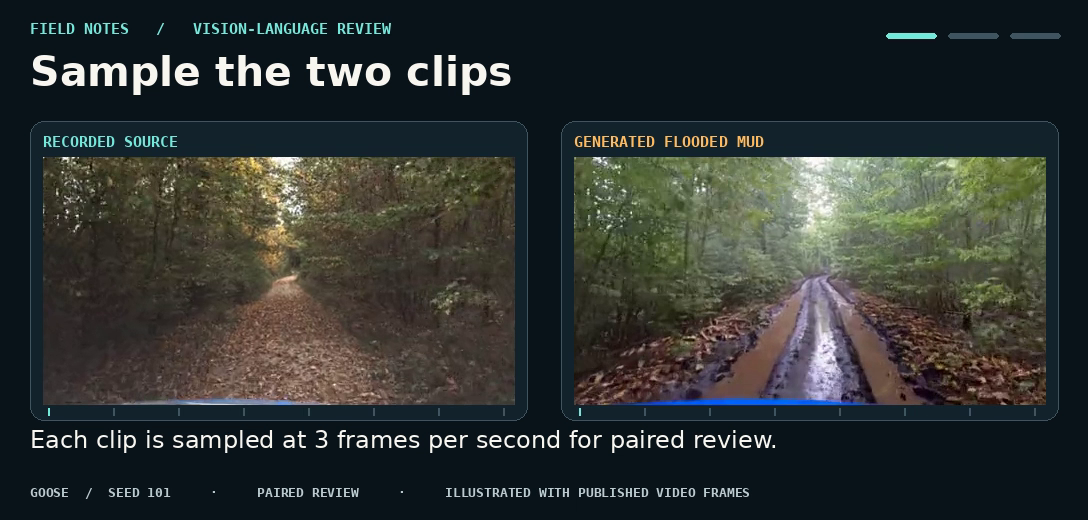 FIELD NOTES / VISION-LANGUAGE REVIEW
Sample the two clips
RECORDED SOURCE
GENERATED FLOODED MUD
Each clip is sampled at 3 frames per second for paired review.
GOOSE / SEED 101 · PAIRED REVIEW · ILLUSTRATED WITH PUBLISHED VIDEO FRAMES